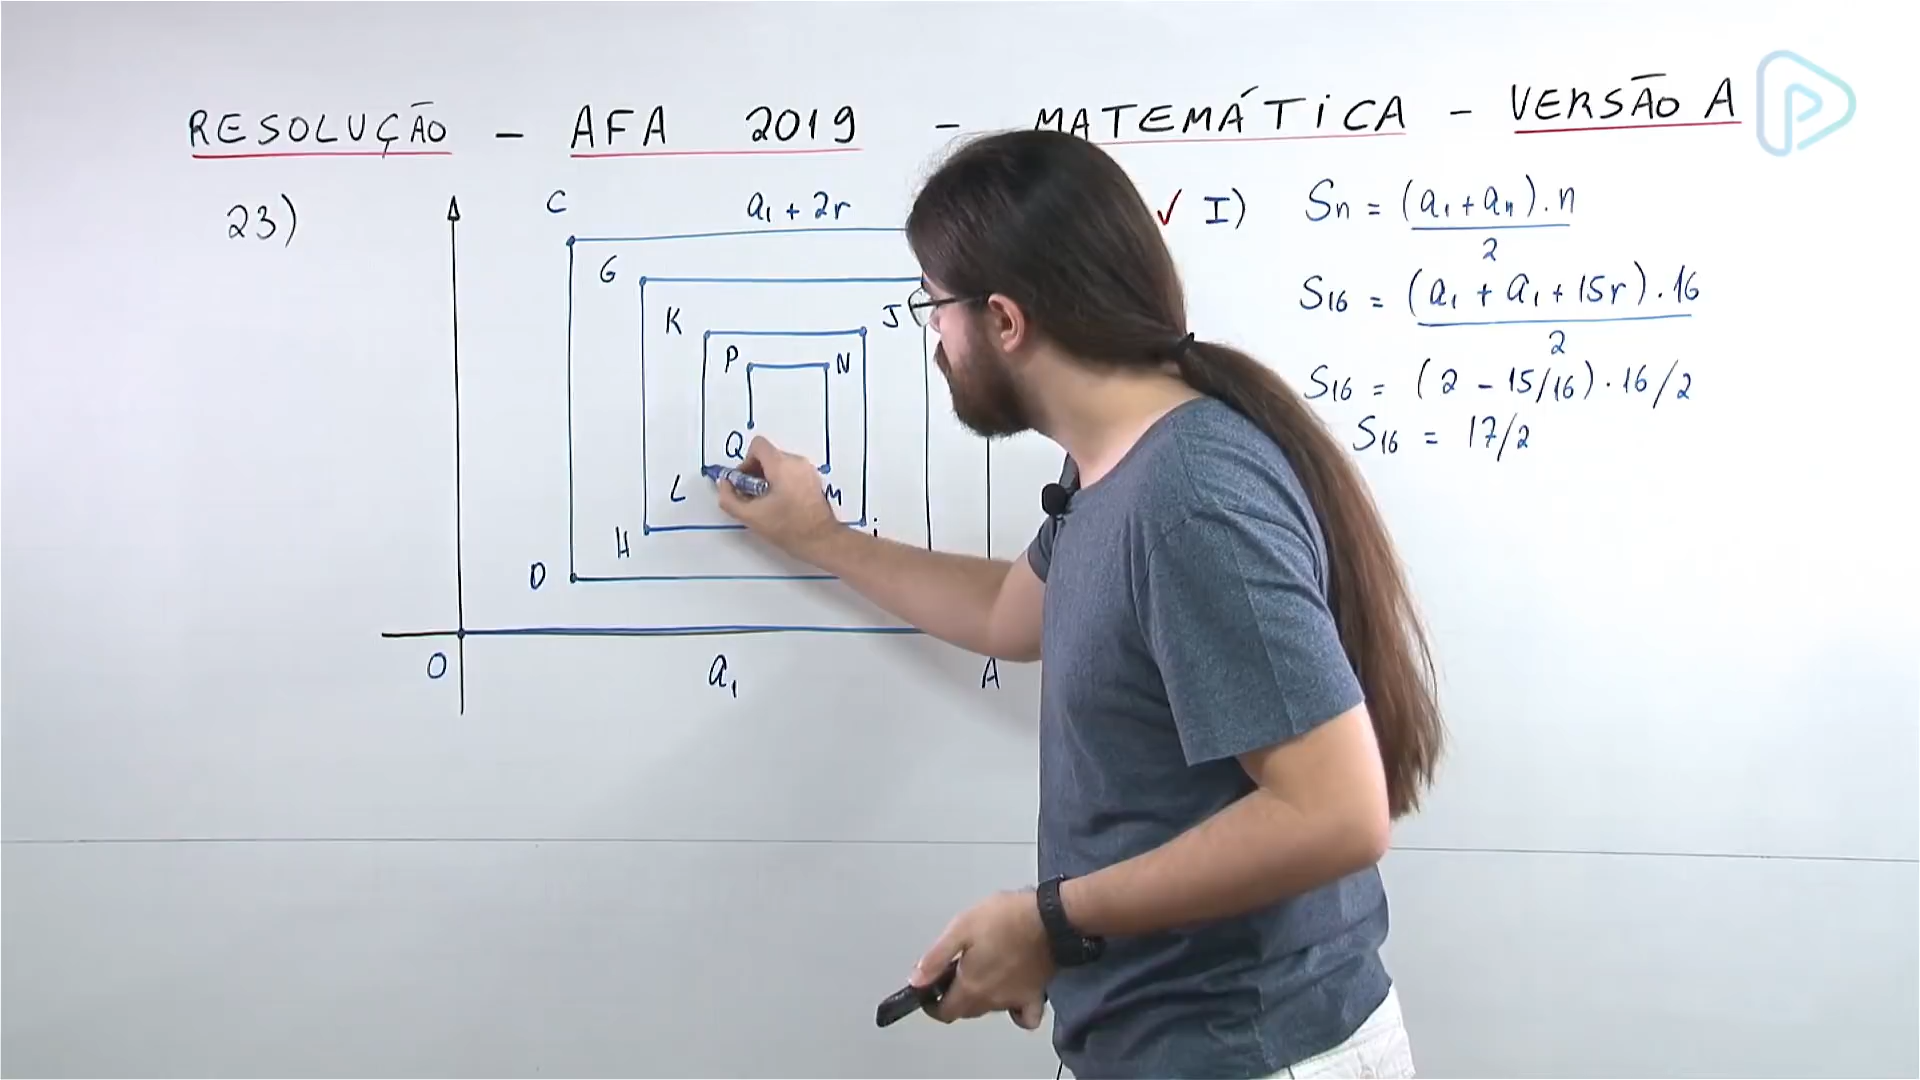 RESOLUÇÃO - AFA 2019 - MATEMÁTiCA - VERSÃO A
23)
C
a₁ + 2r
G
K
J
P
N
Q
L
M
H
i
D
O
a₁
A
✓ I) Sn = (a₁ + an) . n
2
S16 = (a₁ + a₁ + 15r) . 16
2
S16 = (2 - 15/16) . 16/2
S16 = 17/2